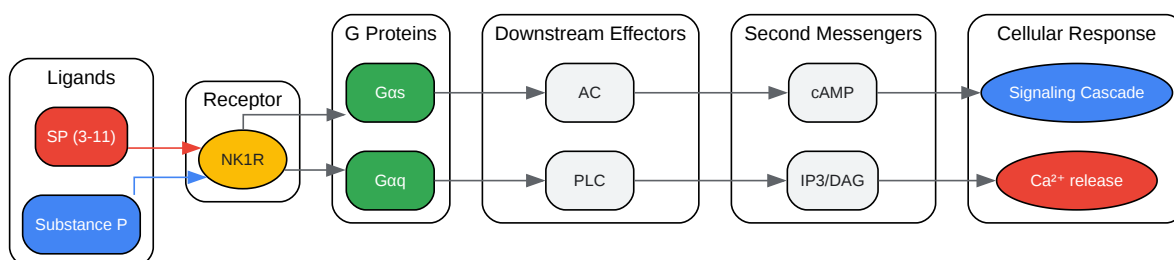 Ligands
SP (3-11)
Substance P
Receptor
NK1R
G Proteins
Gαs
Gαq
Downstream Effectors
AC
PLC
Second Messengers
cAMP
IP3/DAG
Cellular Response
Signaling Cascade
Ca²⁺ release